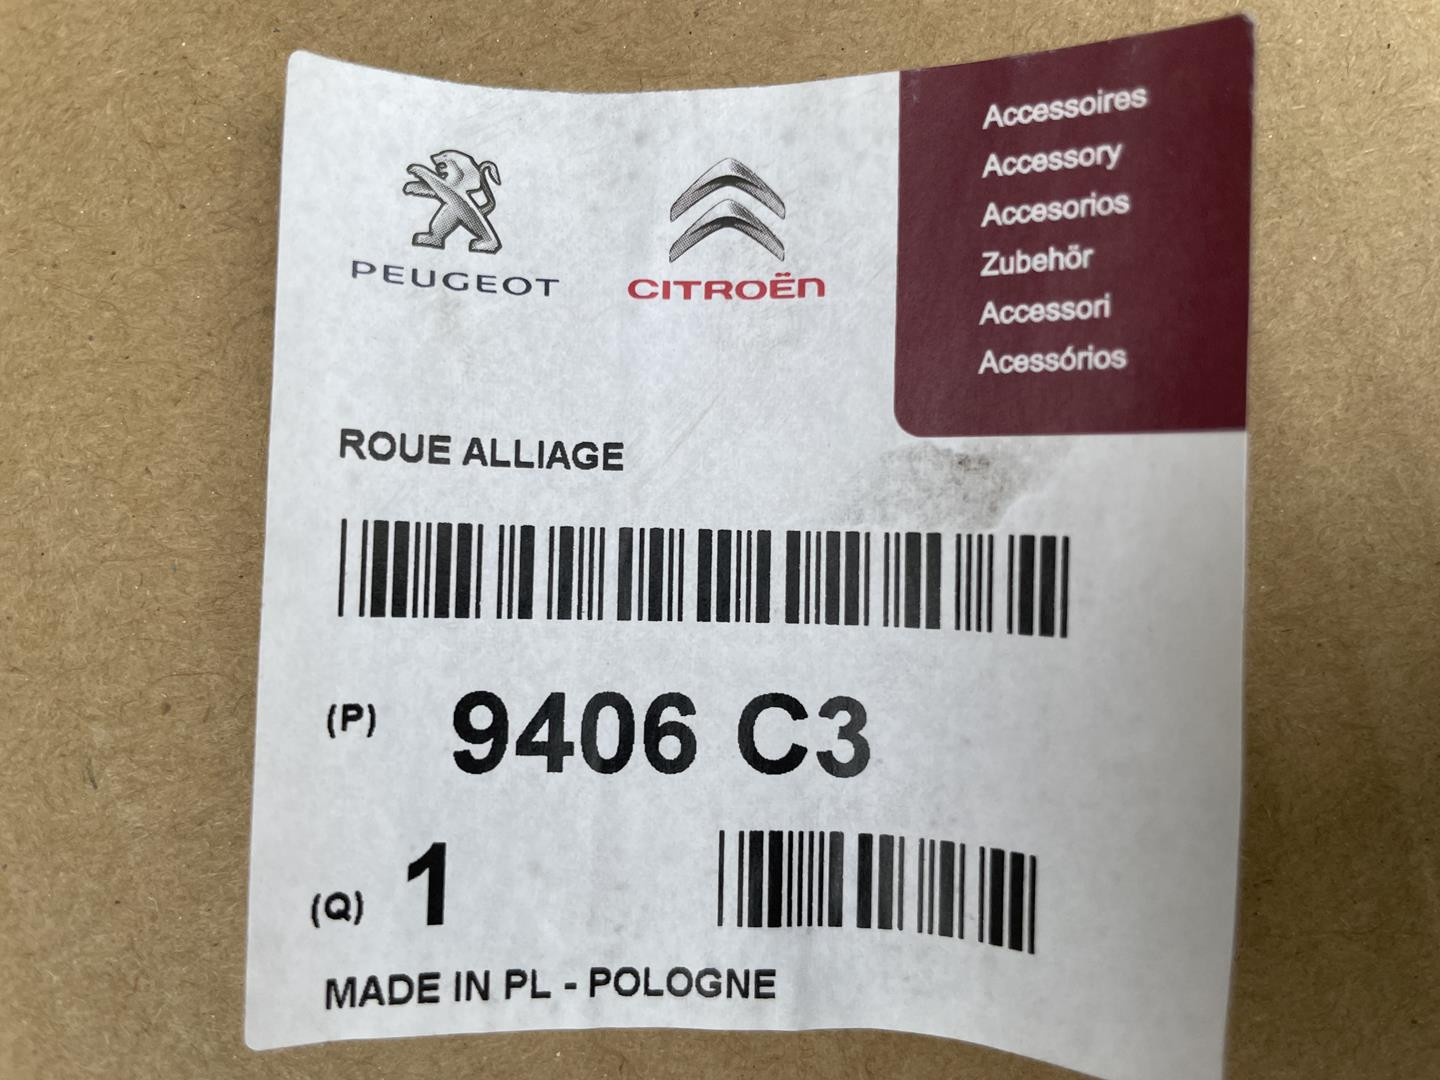 PEUGEOT
CITROËN
Accessoires
Accessory
Accesorios
Zubehör
Accessori
Acessórios
ROUE ALLIAGE
(P) 9406 C3
(Q) 1
MADE IN PL - POLOGNE